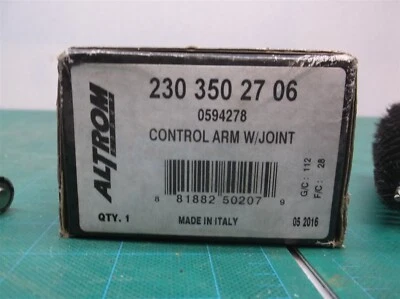 ALTROM
230 350 27 06
0594278
CONTROL ARM W/JOINT
8 81882 50207 9
G/C: 112
F/C: 28
QTY. 1
MADE IN ITALY
05 2016